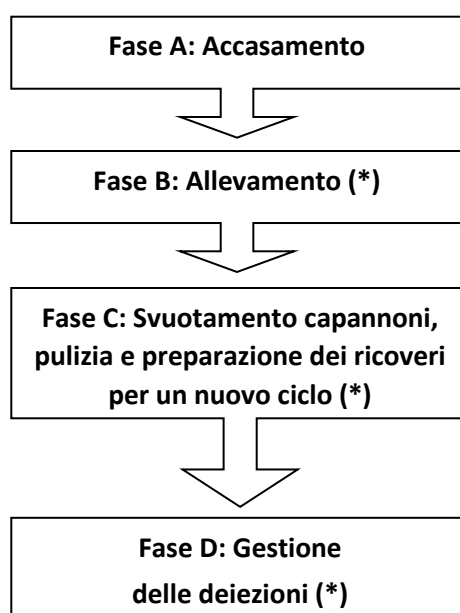 Fase A: Accasamento
Fase B: Allevamento (*)
Fase C: Svuotamento capannoni,
pulizia e preparazione dei ricoveri
per un nuovo ciclo (*)
Fase D: Gestione
delle deiezioni (*)